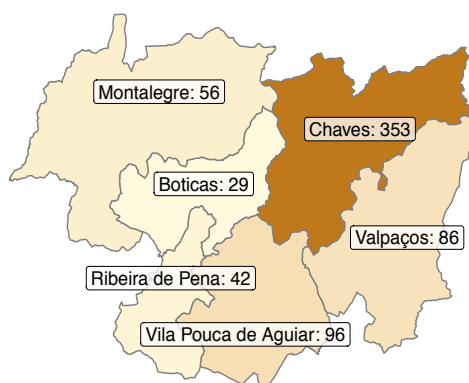 Montalegre: 56
Chaves: 353
Boticas: 29
Valpaços: 86
Ribeira de Pena: 42
Vila Pouca de Aguiar: 96